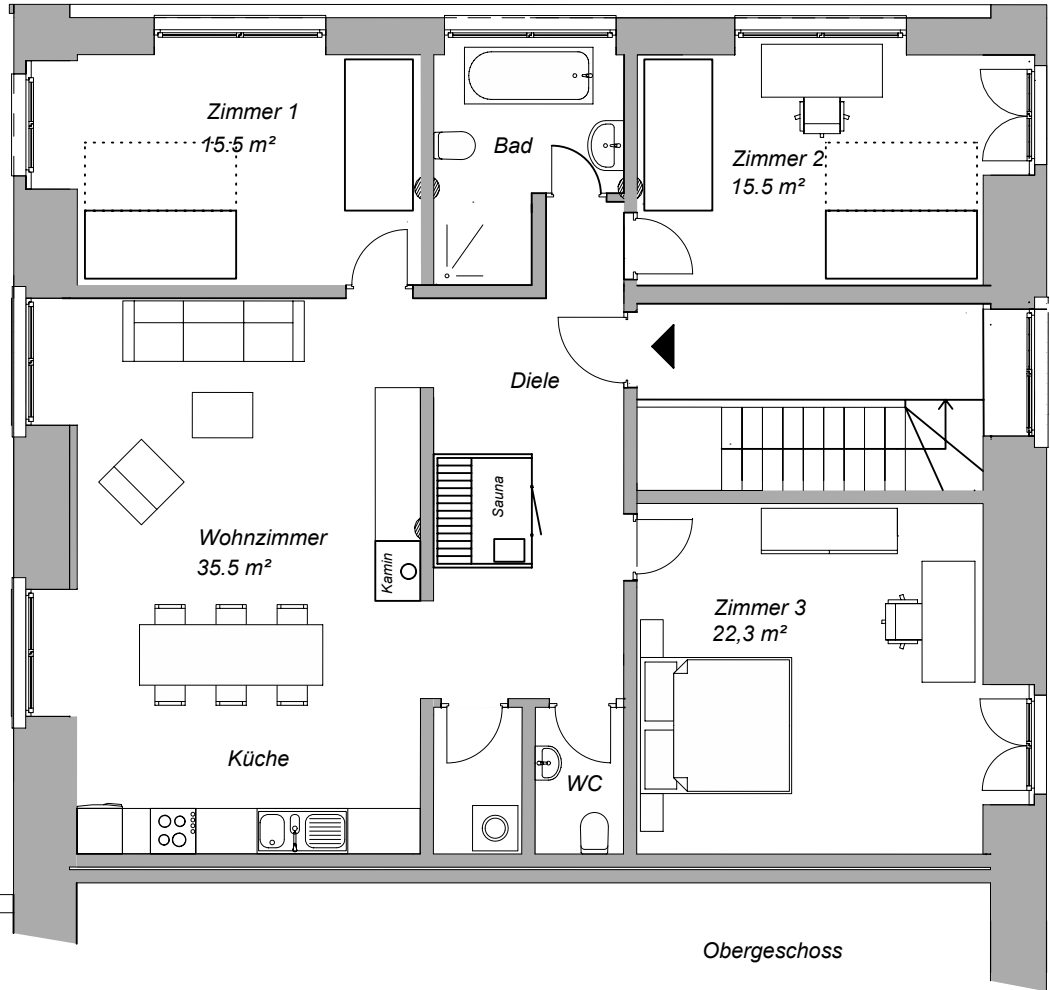 Zimmer 1
15.5 m²
Bad
Zimmer 2
15.5 m²
Diele
Sauna
Wohnzimmer
35.5 m²
Kamin
Zimmer 3
22,3 m²
Küche
WC
Obergeschoss